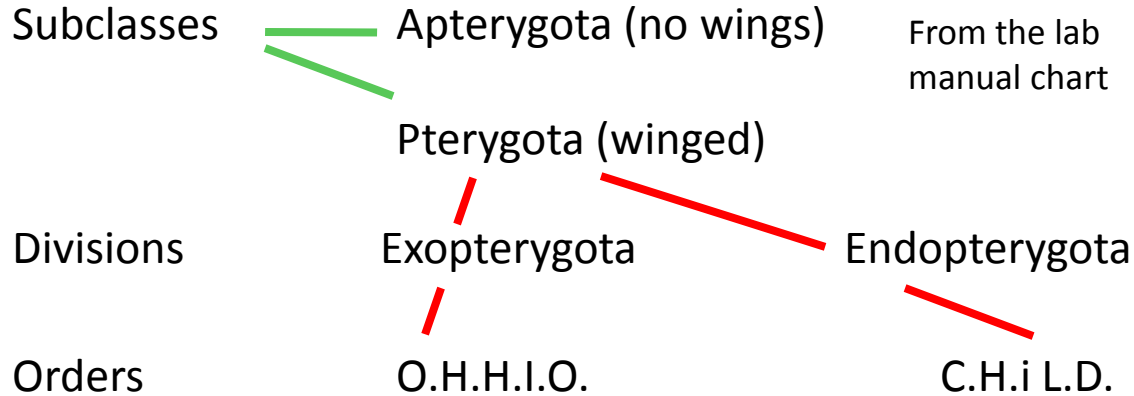 Subclasses Apterygota (no wings)
From the lab
manual chart
Pterygota (winged)
Divisions Exopterygota Endopterygota
Orders O.H.H.I.O. C.H.i L.D.